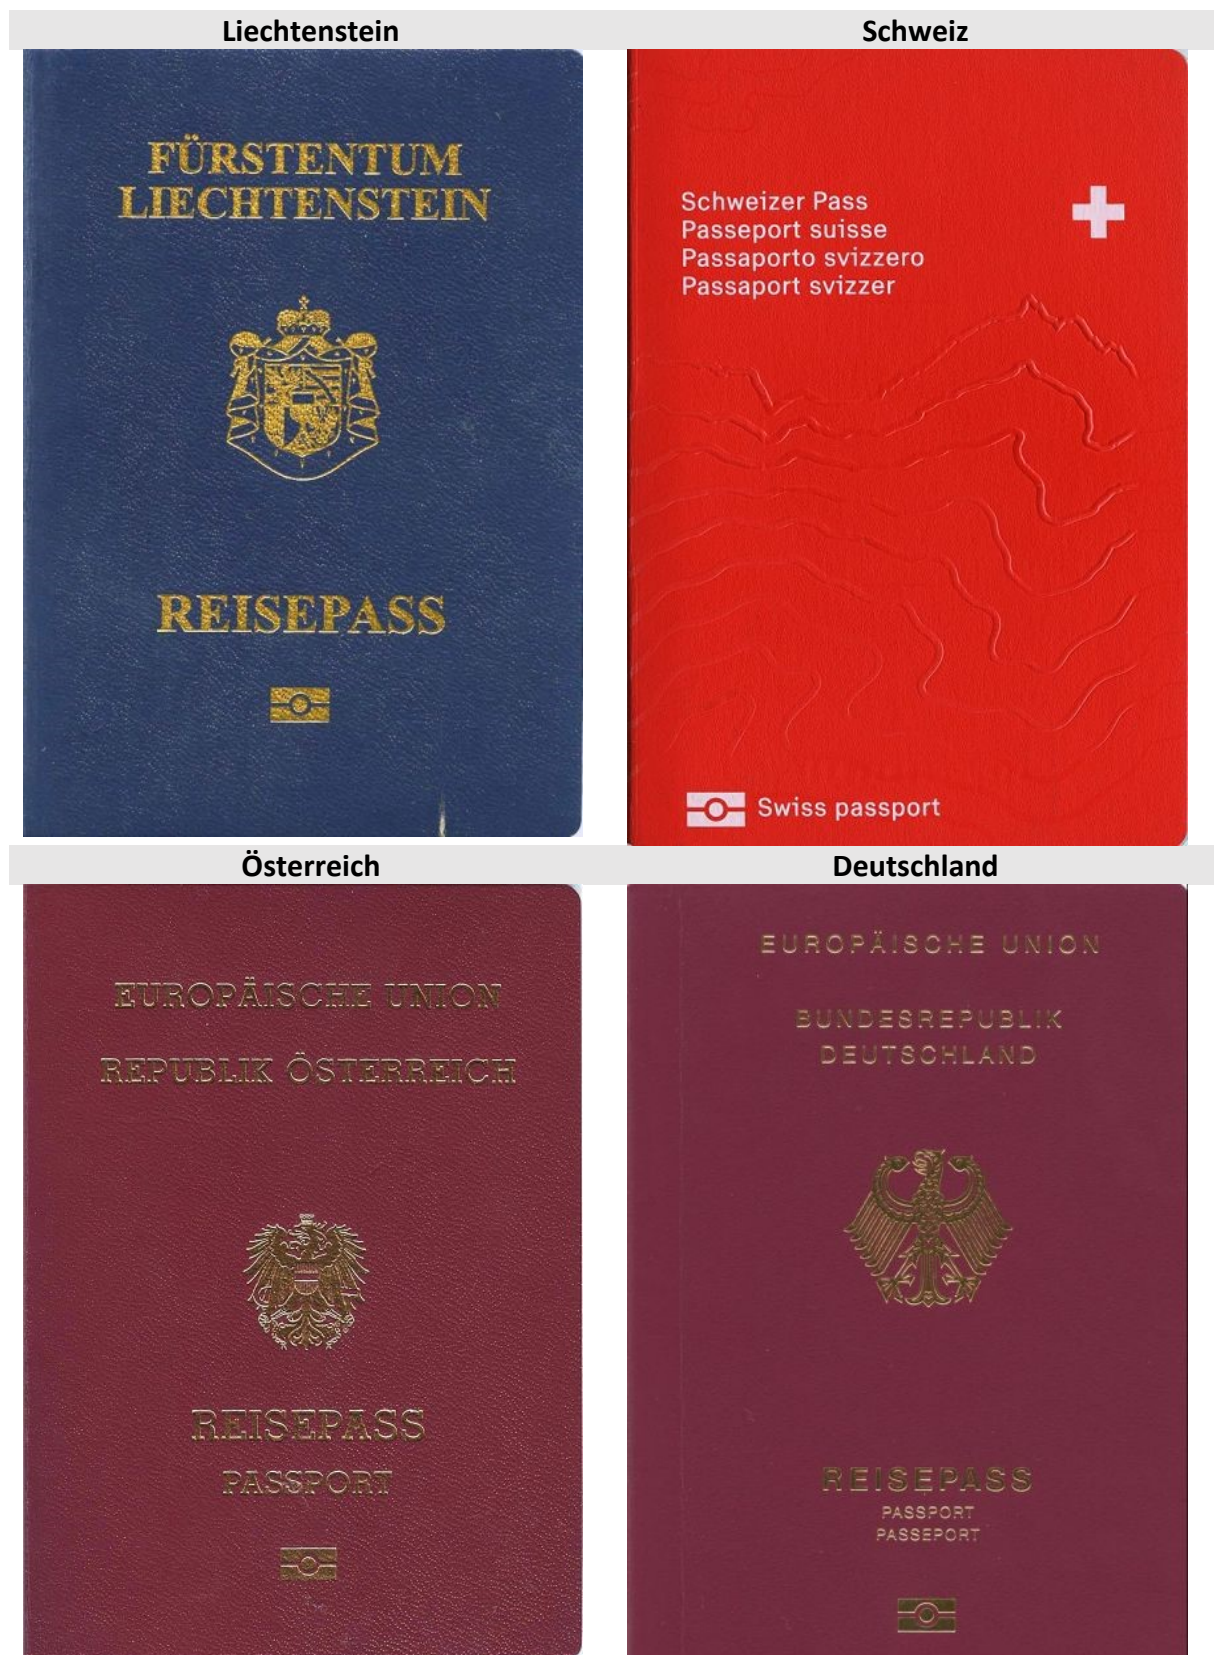 Liechtenstein
FÜRSTENTUM
LIECHTENSTEIN
REISEPASS
Schweiz
Schweizer Pass
Passeport suisse
Passaporto svizzero
Passaport svizzer
Swiss passport
Österreich
EUROPÄISCHE UNION
REPUBLIK ÖSTERREICH
REISEPASS
PASSPORT
Deutschland
EUROPÄISCHE UNION
BUNDESREPUBLIK
DEUTSCHLAND
REISEPASS
PASSPORT
PASSEPORT